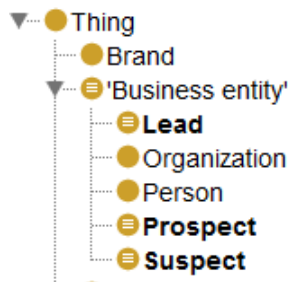 Thing
Brand
'Business entity'
Lead
Organization
Person
Prospect
Suspect